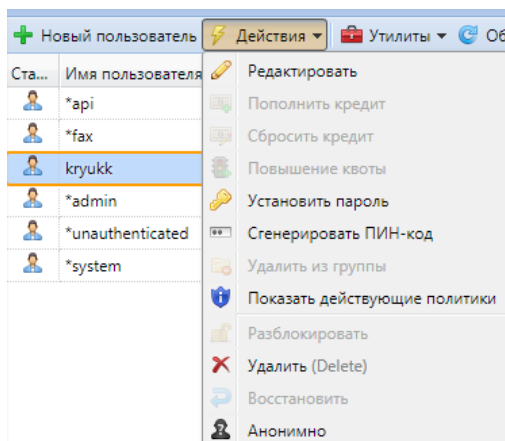 Новый пользователь Действия Утилиты Об
Ста... Имя пользователя
*api
*fax
kryukk
*admin
*unauthenticated
*system
Редактировать
Пополнить кредит
Сбросить кредит
Повышение квоты
Установить пароль
Сгенерировать ПИН-код
Удалить из группы
Показать действующие политики
Разблокировать
Удалить (Delete)
Восстановить
Анонимно